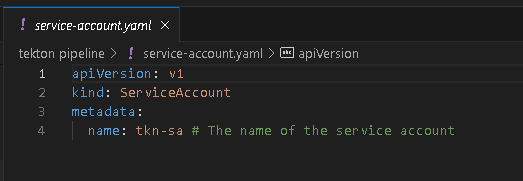 ! service-account.yaml ×
tekton pipeline > ! service-account.yaml > abc apiVersion
1 apiVersion: v1
2 kind: ServiceAccount
3 metadata:
4   name: tkn-sa # The name of the service account